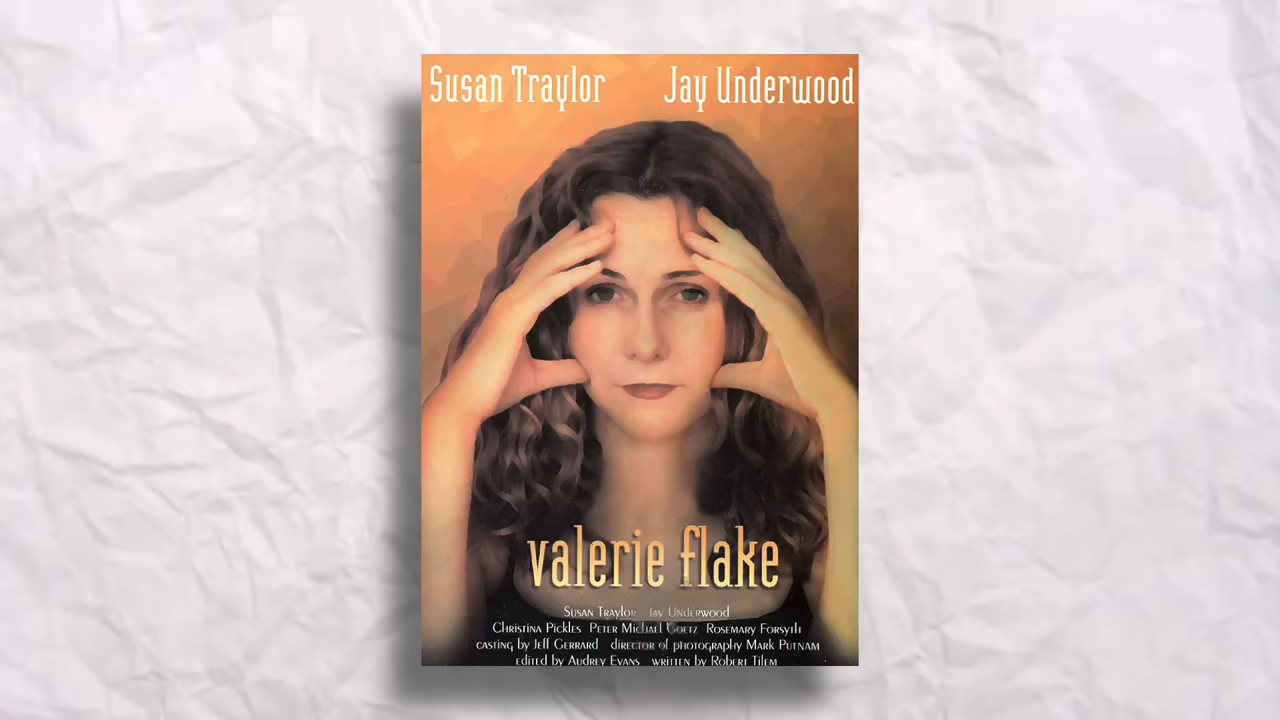 Susan Traylor Jay Underwood
valerie flake
Susan Traylor Jay Underwood
Christina Pickles Peter Michael Goetz Rosemary Forsyth
casting by Jeff Gerrard director of photography Mark Putnam
edited by Audrey Evans written by Robert Tilem